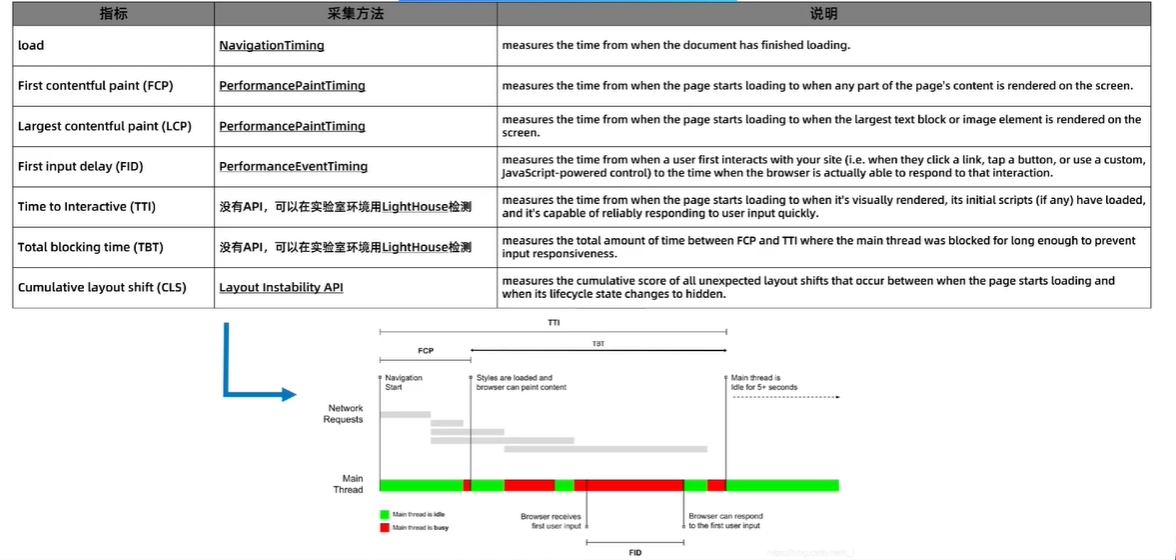 指标 采集方法 说明
load NavigationTiming measures the time from when the document has finished loading.
First contentful paint (FCP) PerformancePaintTiming measures the time from when the page starts loading to when any part of the page's content is rendered on the screen.
Largest contentful paint (LCP) PerformancePaintTiming measures the time from when the page starts loading to when the largest text block or image element is rendered on the
screen.
First input delay (FID) PerformanceEventTiming measures the time from when a user first interacts with your site (i.e. when they click a link, tap a button, or use a custom,
JavaScript-powered control) to the time when the browser is actually able to respond to that interaction.
Time to Interactive (TTI) 没有API，可以在实验室环境用LightHouse检测 measures the time from when the page starts loading to when it's visually rendered, its initial scripts (if any) have loaded,
and it's capable of reliably responding to user input quickly.
Total blocking time (TBT) 没有API，可以在实验室环境用LightHouse检测 measures the total amount of time between FCP and TTI where the main thread was blocked for long enough to prevent
input responsiveness.
Cumulative layout shift (CLS) Layout Instability API measures the cumulative score of all unexpected layout shifts that occur between when the page starts loading and
when its lifecycle state changes to hidden.
TTI
TBT
FCP
Navigation
Start
Styles are loaded and
browser can paint content
Main thread is
Idle for 5+ seconds
Network
Requests
Main
Thread
Main thread is idle
Main thread is busy
Browser receives
first user input
Browser can respond
to the first user input
FID